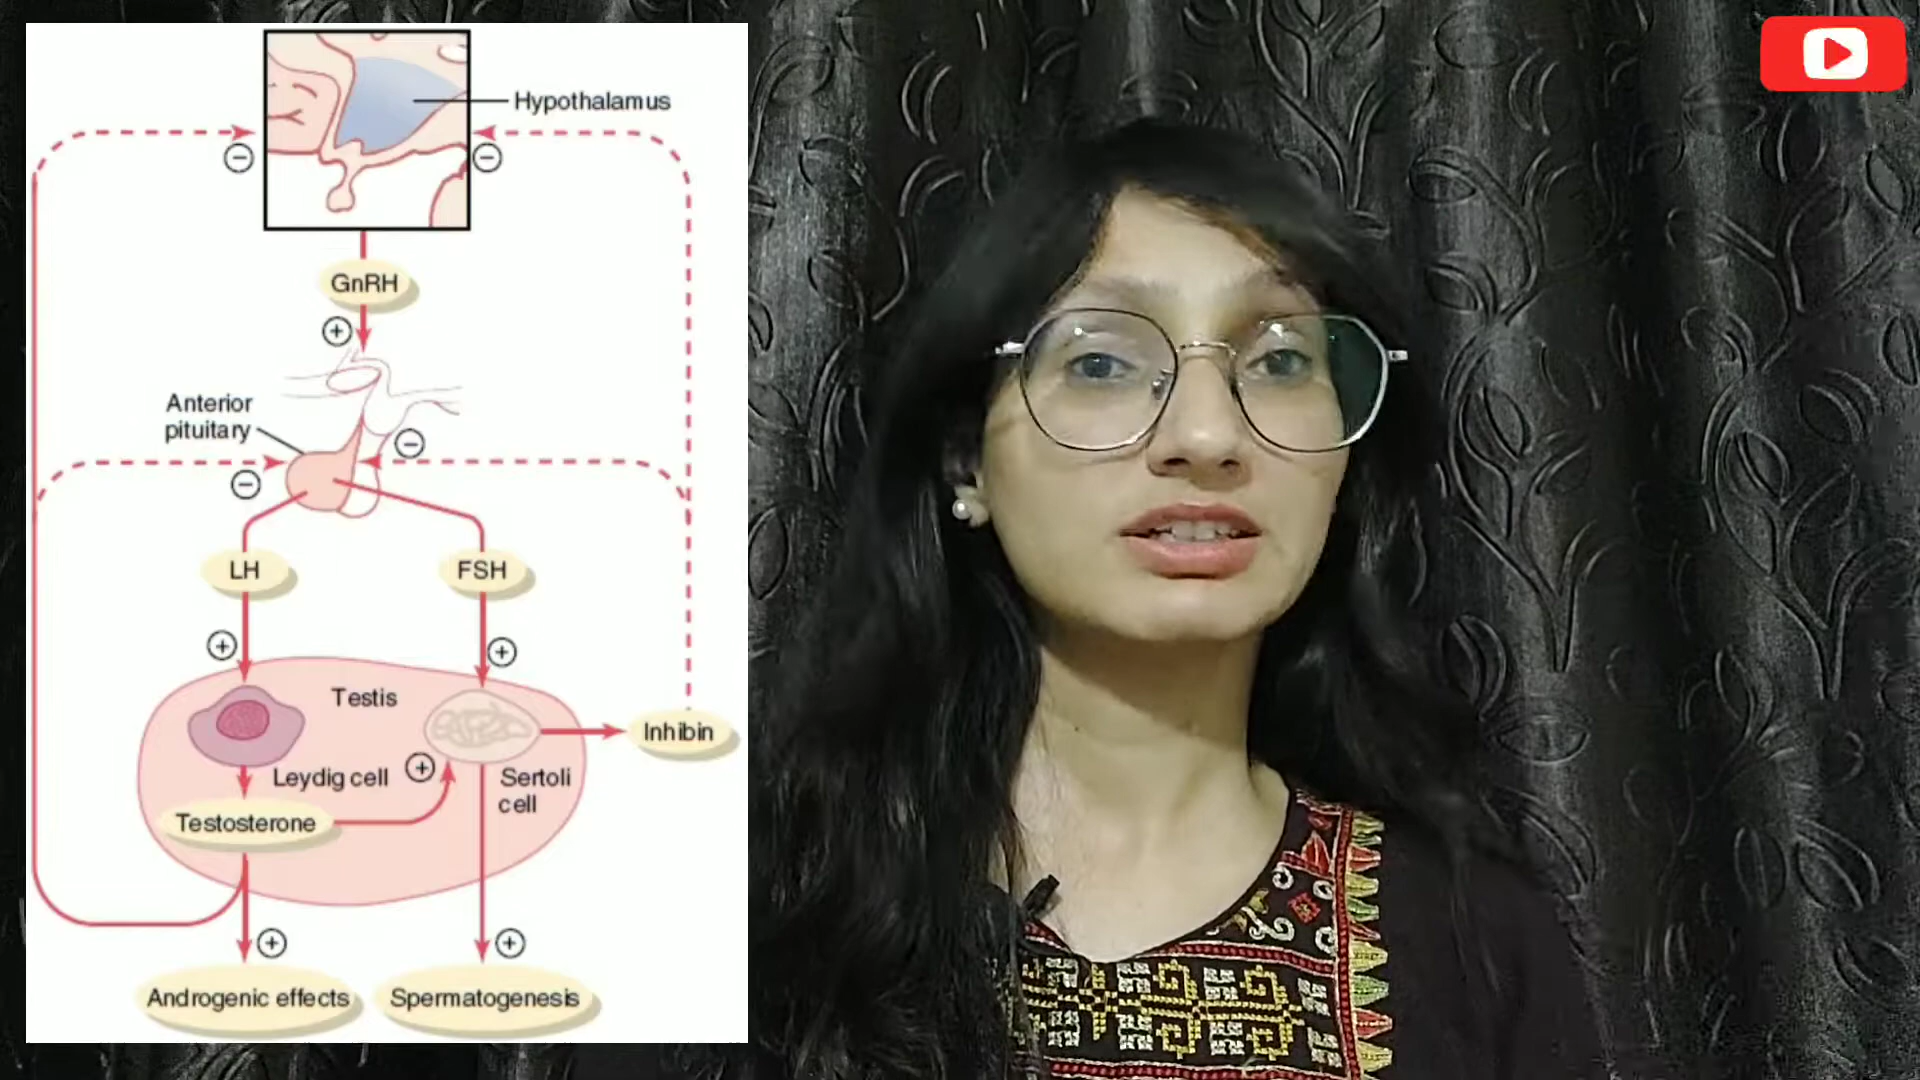 Hypothalamus
−
−
GnRH
+
Anterior
pituitary
−
−
LH
FSH
+
+
Testis
Inhibin
+
Leydig cell
Sertoli
cell
Testosterone
+
+
Androgenic effects
Spermatogenesis